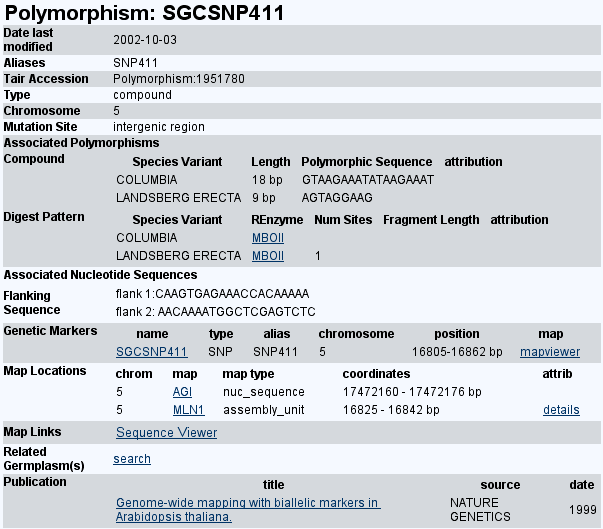 Polymorphism: SGCSNP411
Date last modified 2002-10-03
Aliases SNP411
Tair Accession Polymorphism:1951780
Type compound
Chromosome 5
Mutation Site intergenic region
Associated Polymorphisms
Compound Species Variant Length Polymorphic Sequence attribution
COLUMBIA 18 bp GTAAGAAATATAAGAAAT
LANDSBERG ERECTA 9 bp AGTAGGAAG
Digest Pattern Species Variant REnzyme Num Sites Fragment Length attribution
COLUMBIA MBOII
LANDSBERG ERECTA MBOII 1
Associated Nucleotide Sequences
Flanking Sequence
flank 1:CAAGTGAGAAACCACAAAAA
flank 2: AACAAAATGGCTCGAGTCTC
Genetic Markers name type alias chromosome position map
SGCSNP411 SNP SNP411 5 16805-16862 bp mapviewer
Map Locations chrom map map type coordinates attrib
5 AGI nuc_sequence 17472160 - 17472176 bp
5 MLN1 assembly_unit 16825 - 16842 bp details
Map Links Sequence Viewer
Related Germplasm(s) search
Publication title source date
Genome-wide mapping with biallelic markers in Arabidopsis thaliana. NATURE GENETICS 1999